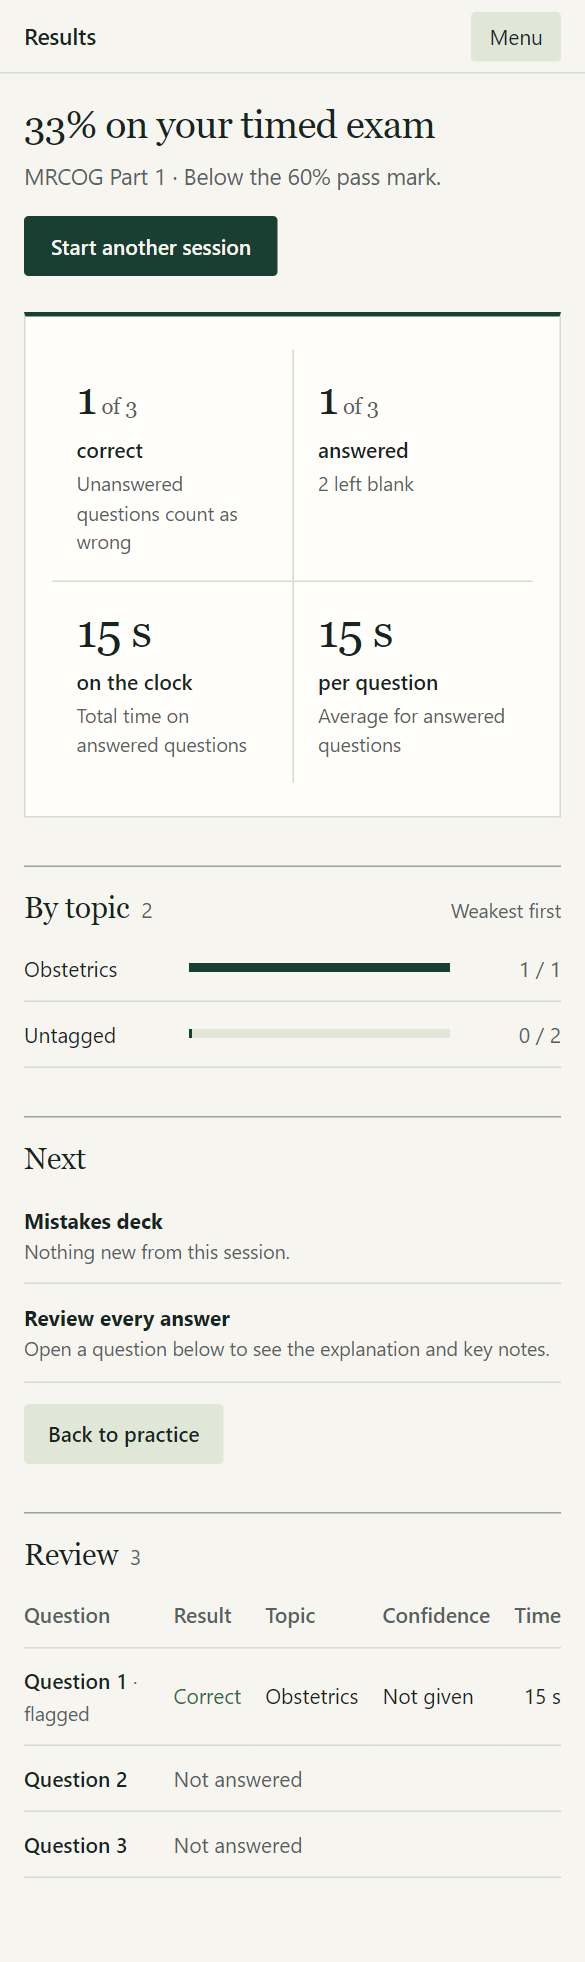 Results
Menu
33% on your timed exam
MRCOG Part 1 · Below the 60% pass mark.
Start another session
1 of 3
correct
Unanswered
questions count as
wrong
1 of 3
answered
2 left blank
15 s
on the clock
Total time on
answered questions
15 s
per question
Average for answered
questions
By topic 2
Weakest first
Obstetrics 1 / 1
Untagged 0 / 2
Next
Mistakes deck
Nothing new from this session.
Review every answer
Open a question below to see the explanation and key notes.
Back to practice
Review 3
Question Result Topic Confidence Time
Question 1 ·
flagged
Correct Obstetrics Not given 15 s
Question 2 Not answered
Question 3 Not answered